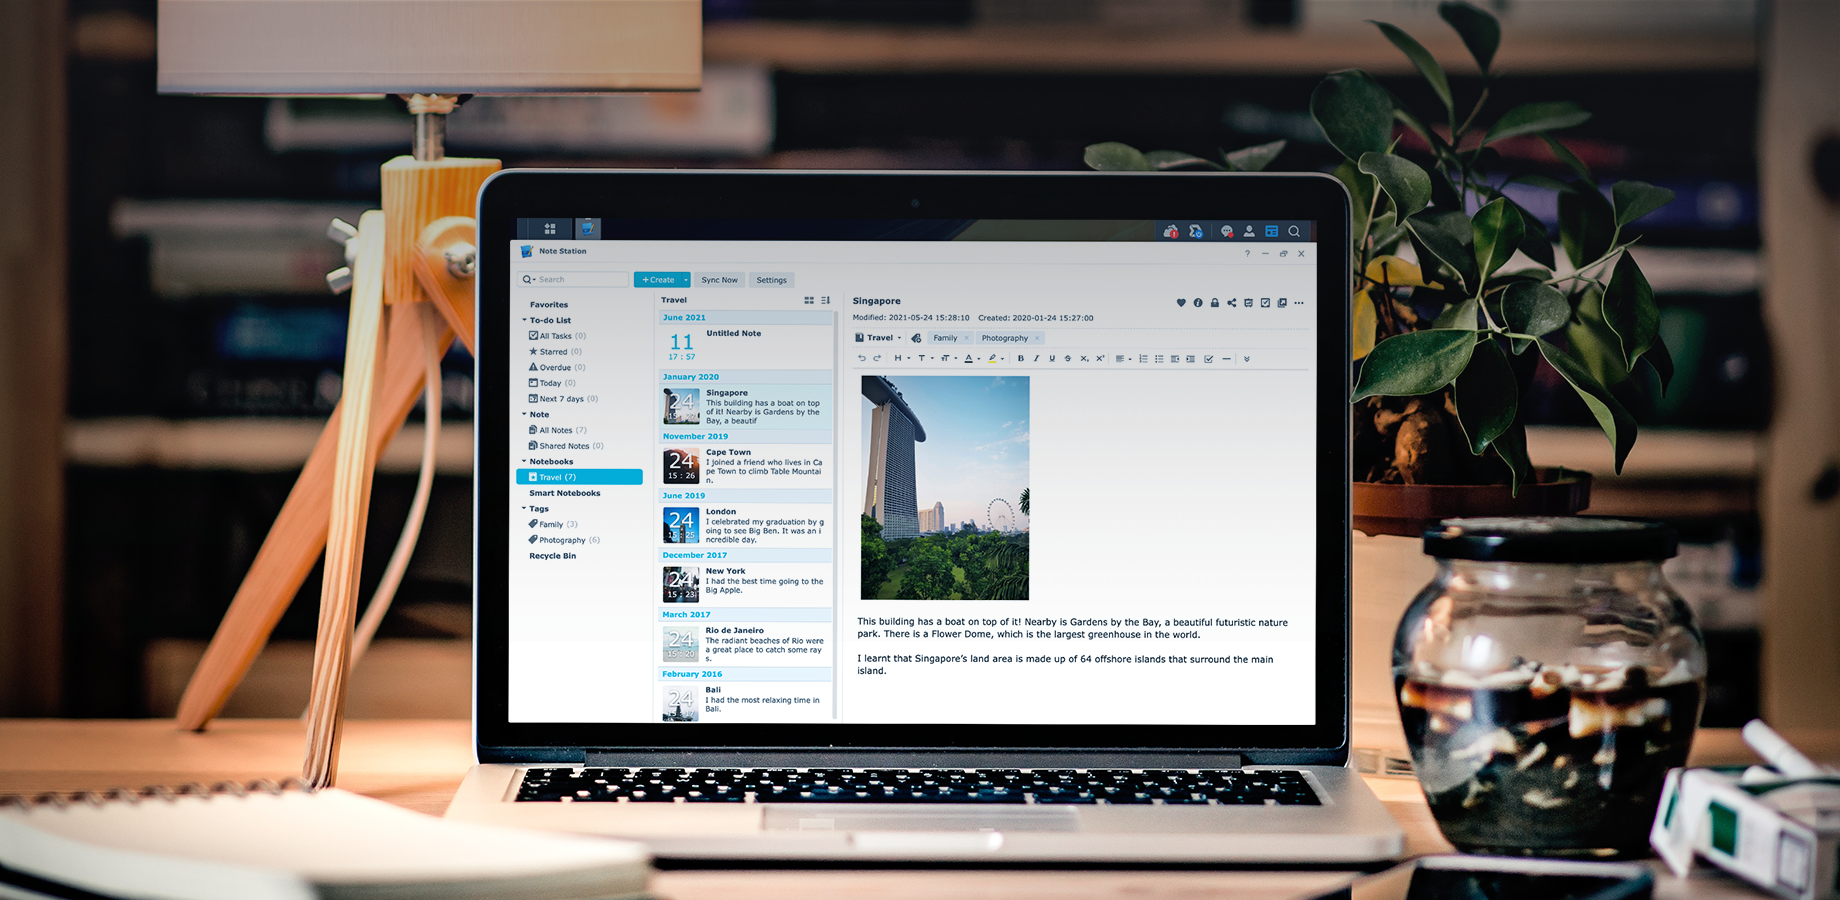 Note Station
Search
+ Create
Sync Now
Settings
Favorites
To-do List
All Tasks (0)
Starred (0)
Overdue (0)
Today (0)
Next 7 days (0)
Note
All Notes (7)
Shared Notes (0)
Notebooks
Travel (7)
Smart Notebooks
Tags
Family (3)
Photography (6)
Recycle Bin
Travel
June 2021
11
17 : 57
Untitled Note
January 2020
24
Singapore
This building has a boat on top
of it! Nearby is Gardens by the
Bay, a beautif
November 2019
24
15 : 26
Cape Town
I joined a friend who lives in Ca
pe Town to climb Table Mountai
n.
June 2019
24
15 : 25
London
I celebrated my graduation by g
oing to see Big Ben. It was an i
ncredible day.
December 2017
24
15 : 23
New York
I had the best time going to the
Big Apple.
March 2017
24
15 : 20
Rio de Janeiro
The radiant beaches of Rio were
a great place to catch some ray
s.
February 2016
24
Bali
I had the most relaxing time in
Bali.
Singapore
Modified: 2021-05-24 15:28:10 Created: 2020-01-24 15:27:00
Travel
Family ×
Photography ×
This building has a boat on top of it! Nearby is Gardens by the Bay, a beautiful futuristic nature
park. There is a Flower Dome, which is the largest greenhouse in the world.
I learnt that Singapore's land area is made up of 64 offshore islands that surround the main
island.